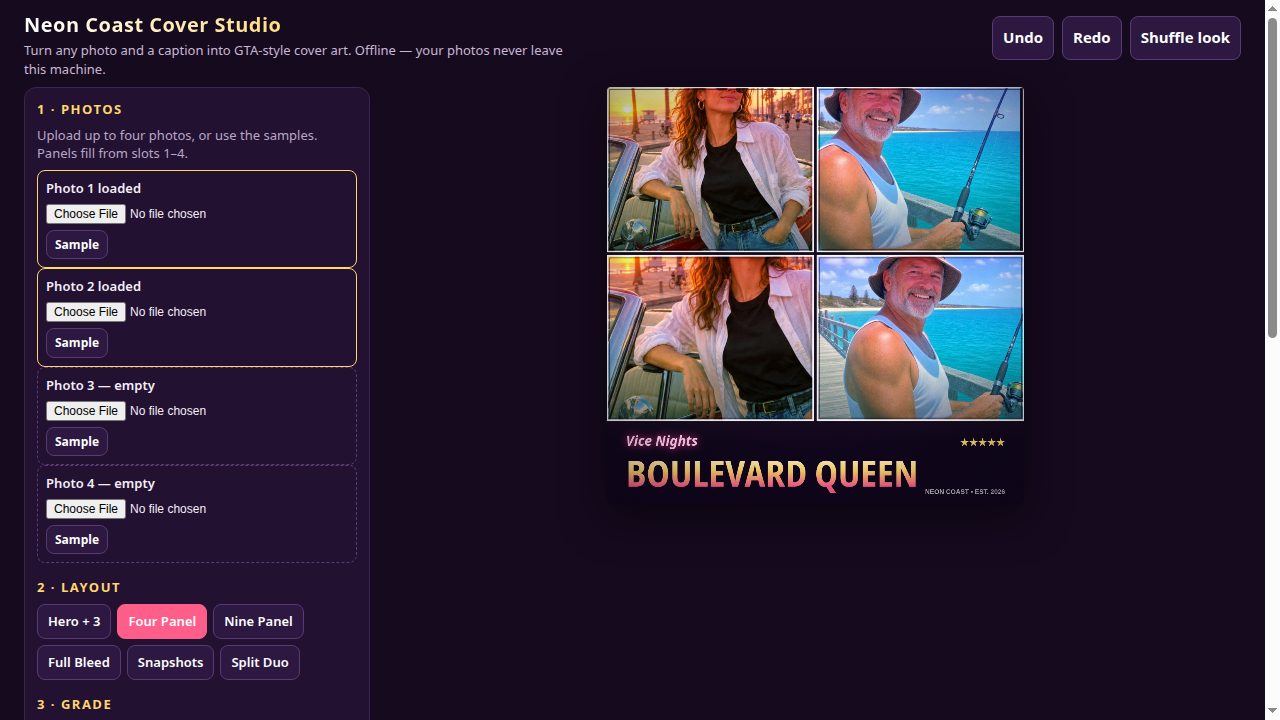 Neon Coast Cover Studio
Turn any photo and a caption into GTA-style cover art. Offline — your photos never leave
this machine.
Undo
Redo
Shuffle look
1 · PHOTOS
Upload up to four photos, or use the samples.
Panels fill from slots 1–4.
Photo 1 loaded
Choose File No file chosen
Sample
Photo 2 loaded
Choose File No file chosen
Sample
Photo 3 — empty
Choose File No file chosen
Sample
Photo 4 — empty
Choose File No file chosen
Sample
2 · LAYOUT
Hero + 3
Four Panel
Nine Panel
Full Bleed
Snapshots
Split Duo
3 · GRADE
Vice Nights
★★★★★
BOULEVARD QUEEN
NEON COAST • EST. 2026